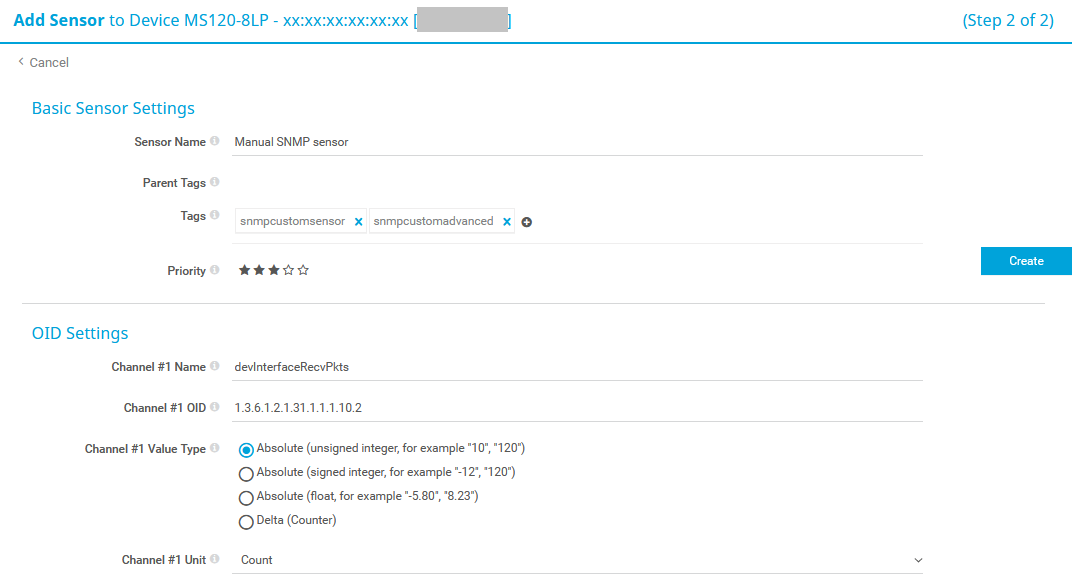 Add Sensor to Device MS120-8LP - xx:xx:xx:xx:xx:xx [ ] (Step 2 of 2)
Cancel
Basic Sensor Settings
Sensor Name Manual SNMP sensor
Parent Tags
Tags snmpcustomsensor snmpcustomadvanced
Priority
Create
OID Settings
Channel #1 Name devInterfaceRecvPkts
Channel #1 OID 1.3.6.1.2.1.31.1.1.1.10.2
Channel #1 Value Type Absolute (unsigned integer, for example "10", "120")
Absolute (signed integer, for example "-12", "120")
Absolute (float, for example "-5.80", "8.23")
Delta (Counter)
Channel #1 Unit Count